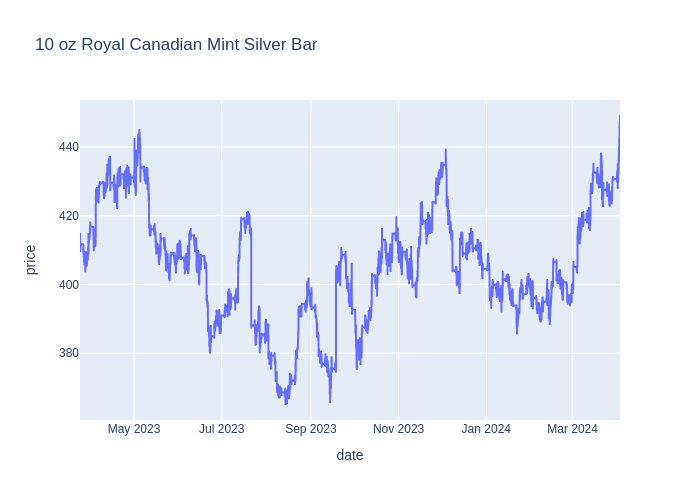 10 oz Royal Canadian Mint Silver Bar
440
420
400
380
price
May 2023 Jul 2023 Sep 2023 Nov 2023 Jan 2024 Mar 2024
date